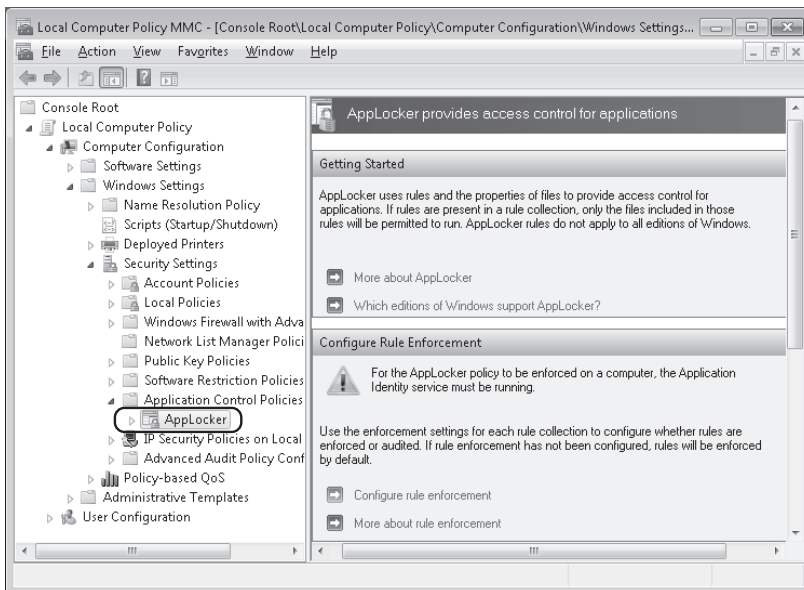 Local Computer Policy MMC - [Console Root\Local Computer Policy\Computer Configuration\Windows Settings...
File Action View Favorites Window Help
Console Root
Local Computer Policy
Computer Configuration
Software Settings
Windows Settings
Name Resolution Policy
Scripts (Startup/Shutdown)
Deployed Printers
Security Settings
Account Policies
Local Policies
Windows Firewall with Adva
Network List Manager Polici
Public Key Policies
Software Restriction Policies
Application Control Policies
AppLocker
IP Security Policies on Local
Advanced Audit Policy Conf
Policy-based QoS
Administrative Templates
User Configuration
AppLocker provides access control for applications
Getting Started
AppLocker uses rules and the properties of files to provide access control for
applications. If rules are present in a rule collection, only the files included in those
rules will be permitted to run. AppLocker rules do not apply to all editions of Windows.
More about AppLocker
Which editions of Windows support AppLocker?
Configure Rule Enforcement
For the AppLocker policy to be enforced on a computer, the Application
Identity service must be running.
Use the enforcement settings for each rule collection to configure whether rules are
enforced or audited. If rule enforcement has not been configured, rules will be enforced
by default.
Configure rule enforcement
More about rule enforcement